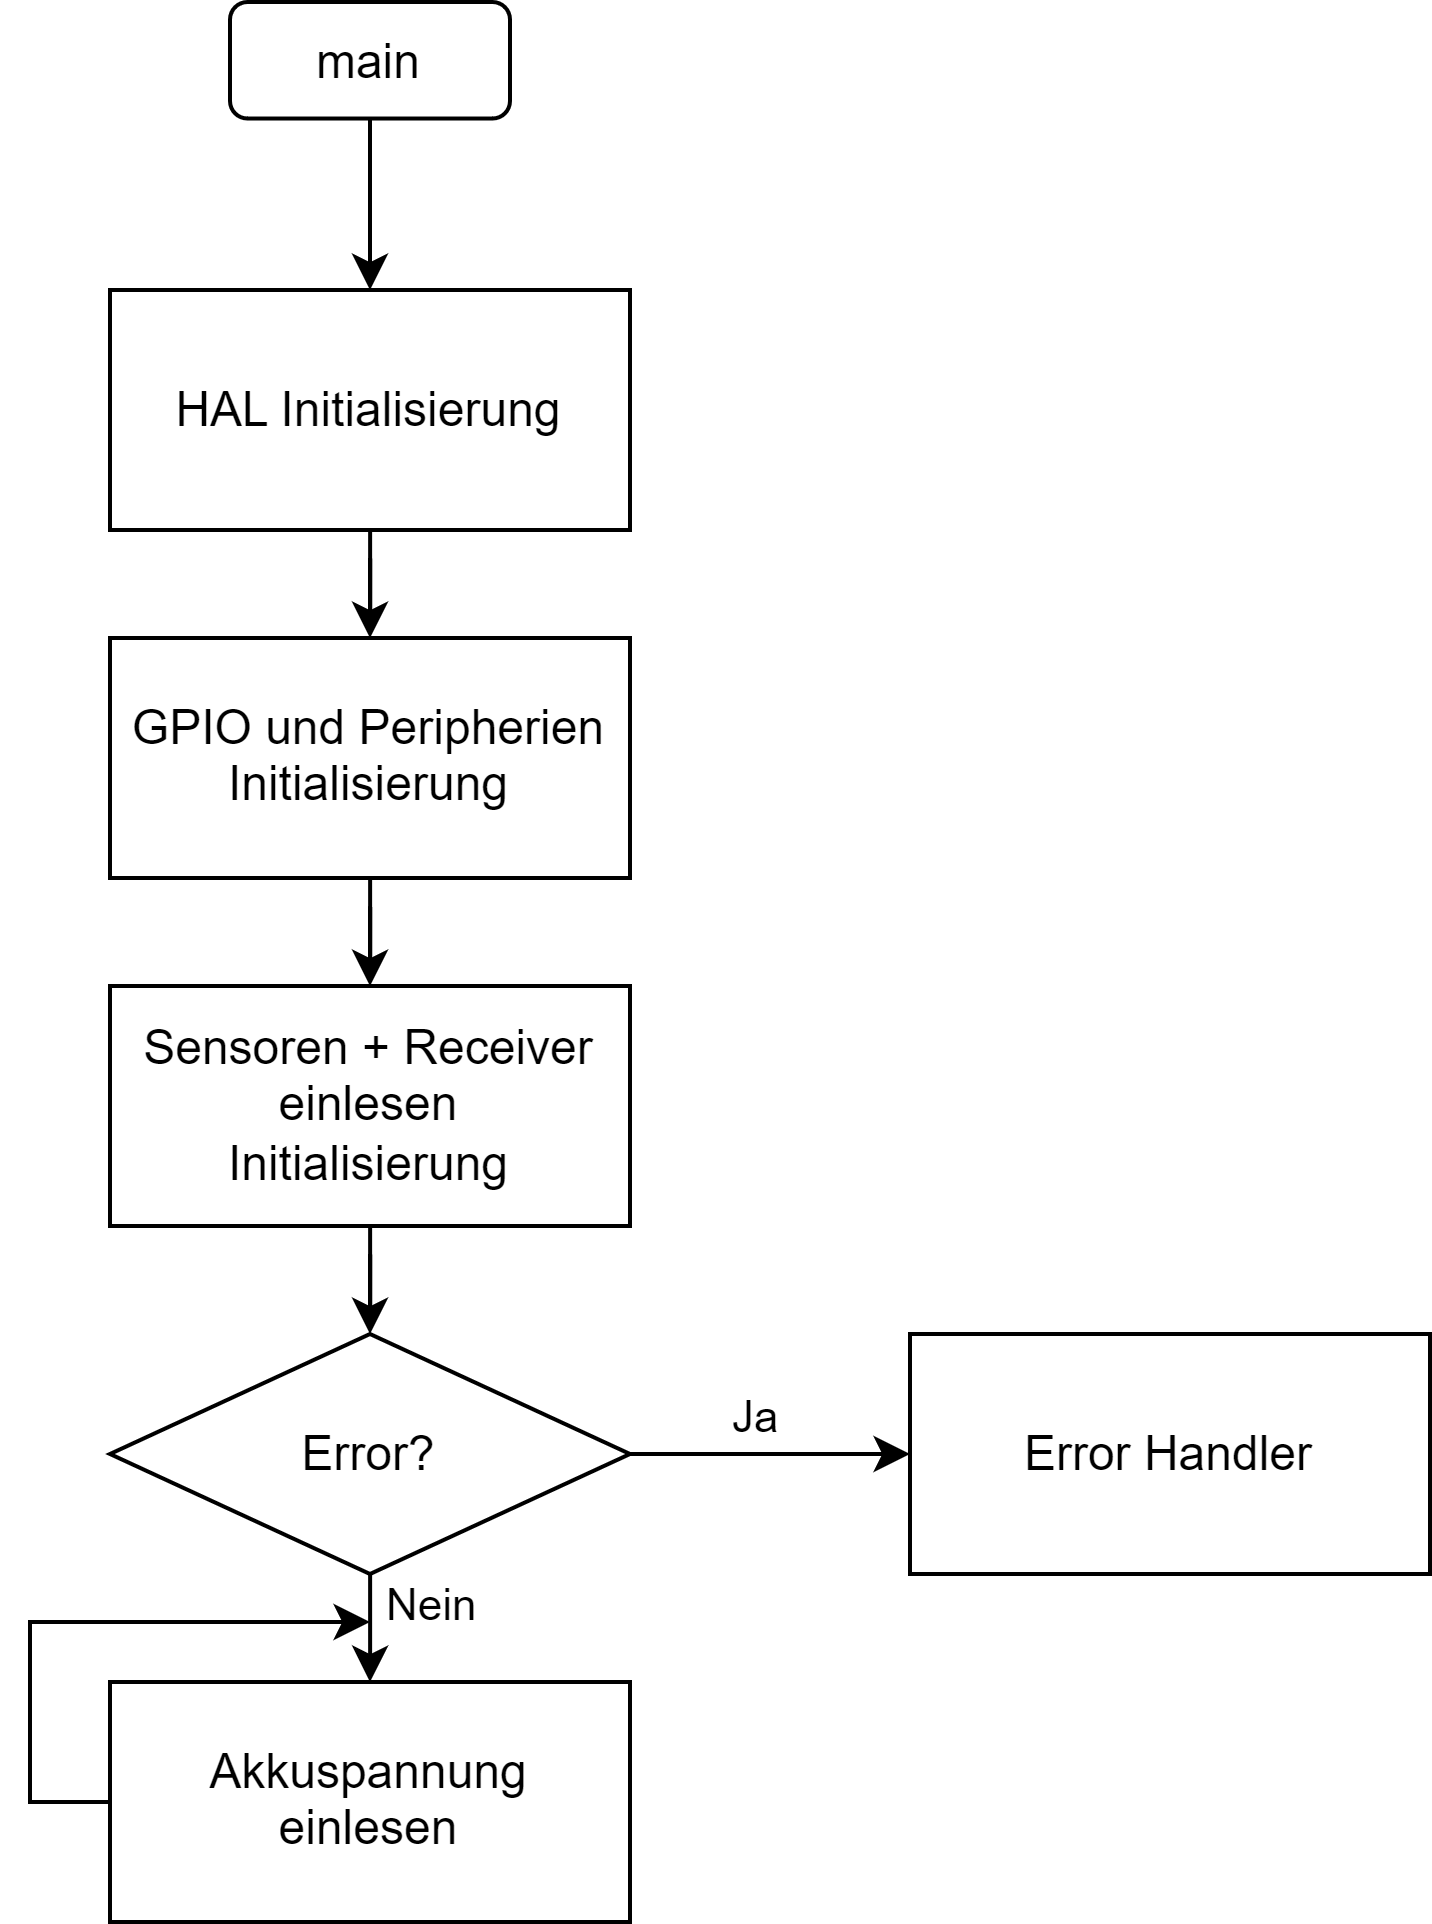 main
HAL Initialisierung
GPIO und Peripherien
Initialisierung
Sensoren + Receiver
einlesen
Initialisierung
Error?
Ja
Error Handler
Nein
Akkuspannung
einlesen